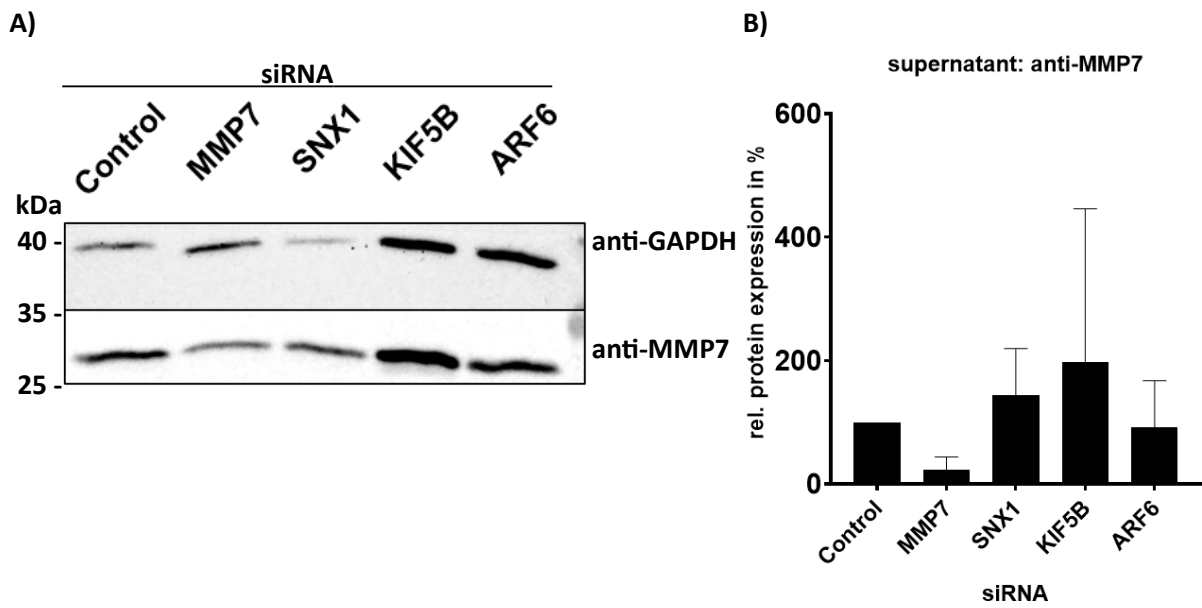 A)
siRNA
Control
MMP7
SNX1
KIF5B
ARF6
kDa
40 -
anti-GAPDH
35 -
anti-MMP7
25 -
B)
supernatant: anti-MMP7
rel. protein expression in %
600
400
200
0
Control
MMP7
SNX1
KIF5B
ARF6
siRNA